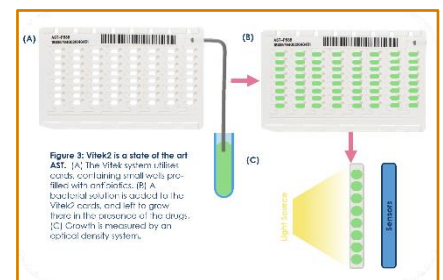 (A)
(B)
Figure 3: Vitek2 is a state of the art
AST. (A) The Vitek system utilises
cards, containing small wells pre-
filled with antibiotics. (B) A
bacterial solution is added to the
Vitek2 cards, and left to grow
there in the presence of the drugs.
(C) Growth is measured by an
optical density system.
(C)
Light Source
Sensors